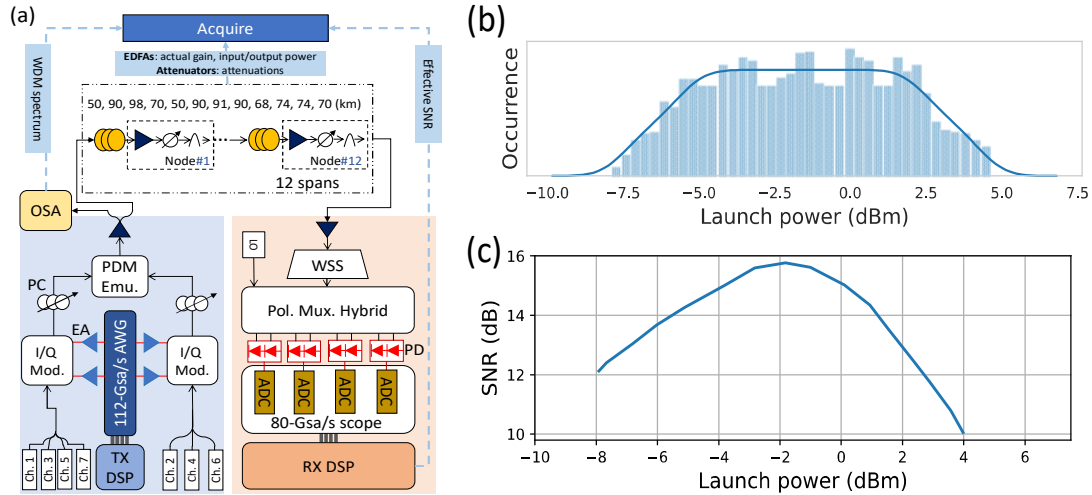 (a)
Acquire
EDFAs: actual gain, input/output power
Attenuators: attenuations
WDM spectrum
Effective SNR
50, 90, 98, 70, 50, 90, 91, 90, 68, 74, 74, 70 (km)
Node#1
Node#12
12 spans
OSA
PDM
Emu.
PC
EA
I/Q
Mod.
112-Gsa/s AWG
I/Q
Mod.
TX
DSP
Ch. 1
Ch. 3
Ch. 5
Ch. 7
Ch. 2
Ch. 4
Ch. 6
LO
WSS
Pol. Mux. Hybrid
PD
ADC
ADC
ADC
ADC
80-Gsa/s scope
RX DSP
(b)
Occurrence
−10.0 −7.5 −5.0 −2.5 0.0 2.5 5.0 7.5
Launch power (dBm)
(c)
SNR (dB)
16
14
12
10
−10 −8 −6 −4 −2 0 2 4 6 8
Launch power (dBm)